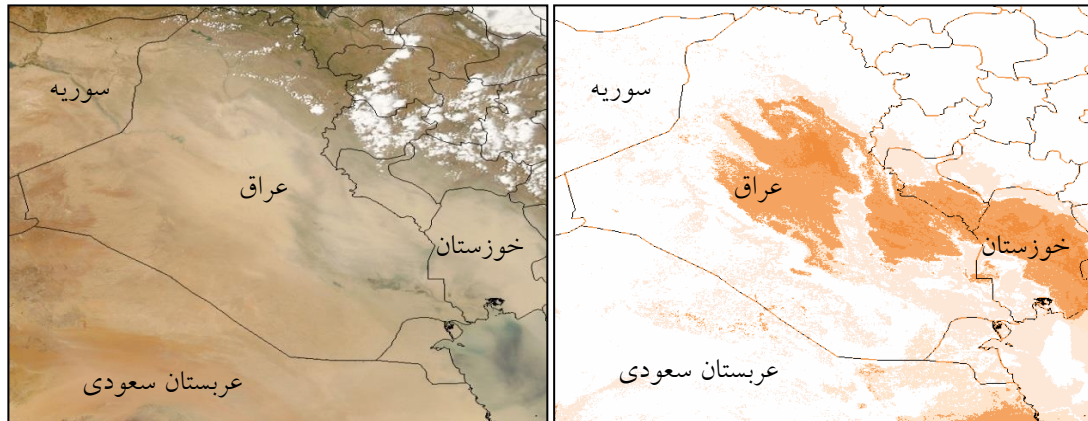 سوریه
عراق
خوزستان
عربستان سعودی
سوریه
عراق
خوزستان
عربستان سعودی